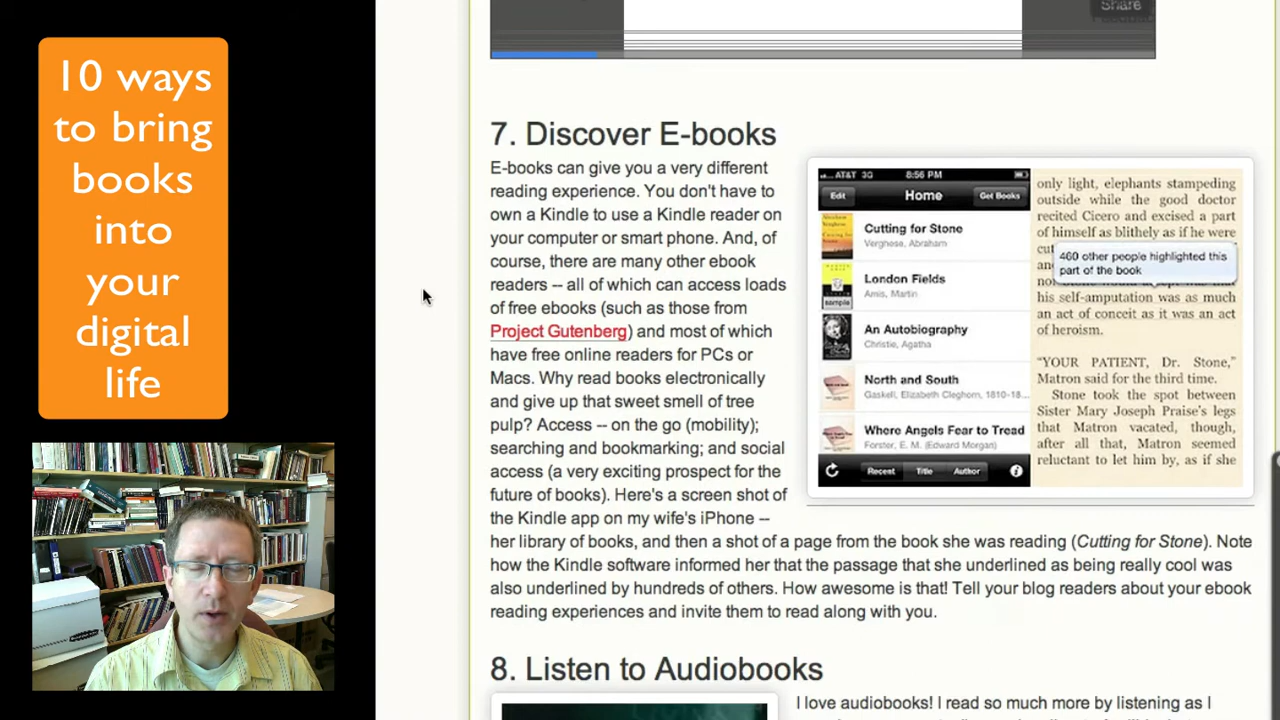 10 ways
to bring
books
into
your
digital
life
Share
7. Discover E-books
E-books can give you a very different
reading experience. You don't have to
own a Kindle to use a Kindle reader on
your computer or smart phone. And, of
course, there are many other ebook
readers -- all of which can access loads
of free ebooks (such as those from
Project Gutenberg) and most of which
have free online readers for PCs or
Macs. Why read books electronically
and give up that sweet smell of tree
pulp? Access -- on the go (mobility);
searching and bookmarking; and social
access (a very exciting prospect for the
future of books). Here's a screen shot of
the Kindle app on my wife's iPhone --
her library of books, and then a shot of a page from the book she was reading (Cutting for Stone). Note
how the Kindle software informed her that the passage that she underlined as being really cool was
also underlined by hundreds of others. How awesome is that! Tell your blog readers about your ebook
reading experiences and invite them to read along with you.
AT&T 3G 8:56 PM
Edit Home Get Books
Cutting for Stone
Verghese, Abraham
London Fields
Amis, Martin
sample
An Autobiography
Christie, Agatha
North and South
Gaskell, Elizabeth Cleghorn, 1810-18...
Where Angels Fear to Tread
Forster, E. M. (Edward Morgan)
Recent Title Author
only light, elephants stampeding
outside while the good doctor
recited Cicero and excised a part
of himself as blithely as if he were
460 other people highlighted this
part of the book
his self-amputation was as much
an act of conceit as it was an act
of heroism.
"YOUR PATIENT, Dr. Stone,"
Matron said for the third time.
Stone took the spot between
Sister Mary Joseph Praise's legs
that Matron vacated, though,
after all that, Matron seemed
reluctant to let him by, as if she
8. Listen to Audiobooks
I love audiobooks! I read so much more by listening as I